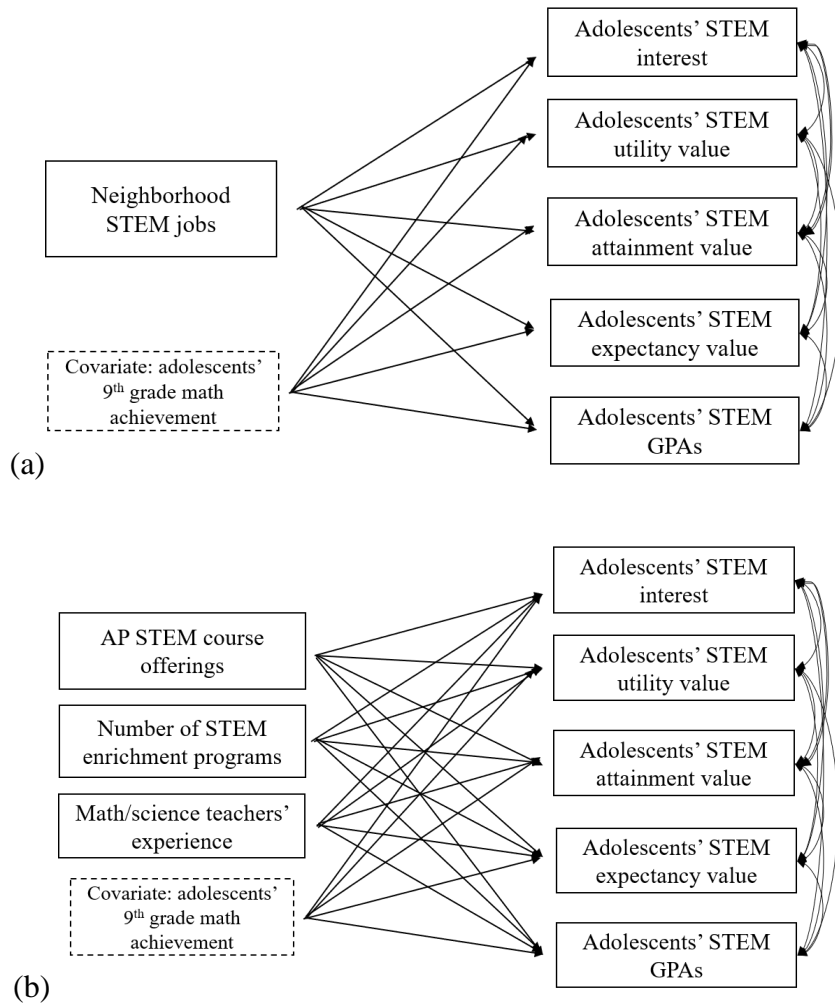 Adolescents’ STEM
interest
Adolescents’ STEM
utility value
Neighborhood
STEM jobs
Adolescents’ STEM
attainment value
Adolescents’ STEM
expectancy value
Covariate: adolescents’
9th grade math
achievement
Adolescents’ STEM
GPAs
(a)
Adolescents’ STEM
interest
AP STEM course
offerings
Adolescents’ STEM
utility value
Number of STEM
enrichment programs
Adolescents’ STEM
attainment value
Math/science teachers’
experience
Adolescents’ STEM
expectancy value
Covariate: adolescents’
9th grade math
achievement
Adolescents’ STEM
GPAs
(b)